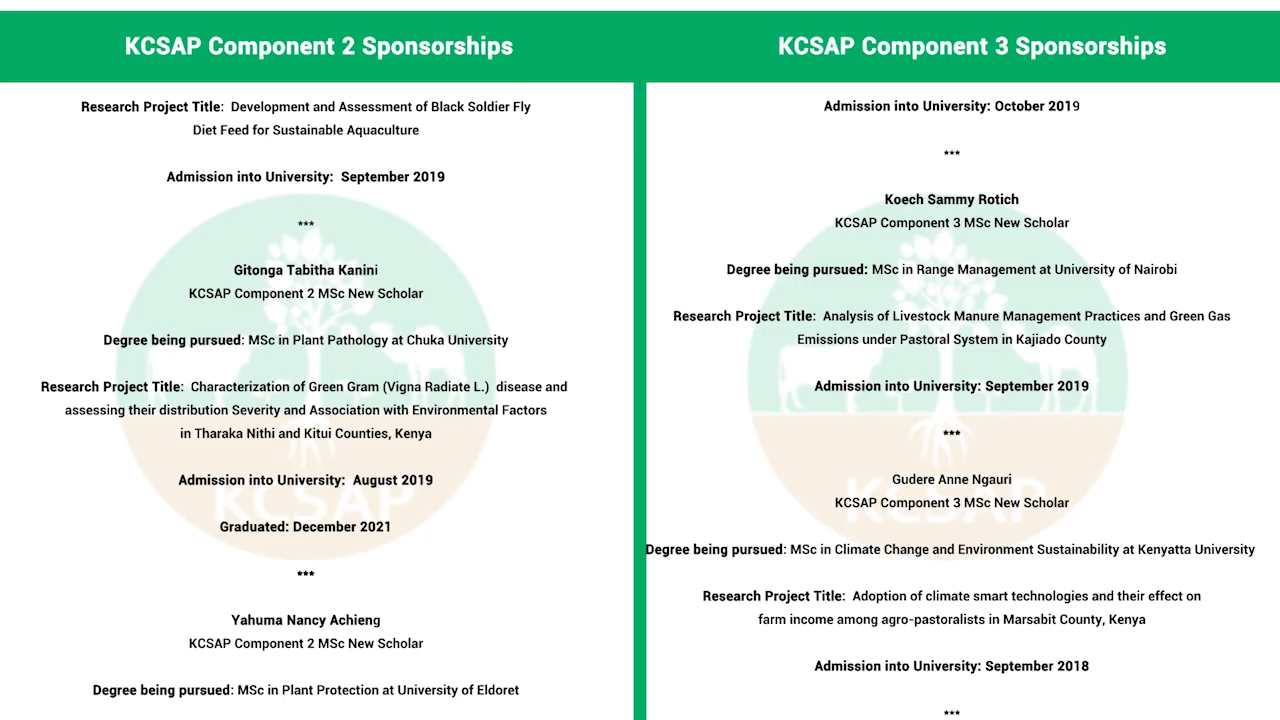 KCSAP Component 2 Sponsorships
Research Project Title: Development and Assessment of Black Soldier Fly
Diet Feed for Sustainable Aquaculture
Admission into University: September 2019
***
Gitonga Tabitha Kanini
KCSAP Component 2 MSc New Scholar
Degree being pursued: MSc in Plant Pathology at Chuka University
Research Project Title: Characterization of Green Gram (Vigna Radiate L.) disease and
assessing their distribution Severity and Association with Environmental Factors
in Tharaka Nithi and Kitui Counties, Kenya
Admission into University: August 2019
KCSAP
Graduated: December 2021
***
Yahuma Nancy Achieng
KCSAP Component 2 MSc New Scholar
Degree being pursued: MSc in Plant Protection at University of Eldoret
KCSAP Component 3 Sponsorships
Admission into University: October 2019
***
Koech Sammy Rotich
KCSAP Component 3 MSc New Scholar
Degree being pursued: MSc in Range Management at University of Nairobi
Research Project Title: Analysis of Livestock Manure Management Practices and Green Gas
Emissions under Pastoral System in Kajiado County
Admission into University: September 2019
***
Gudere Anne Ngauri
KCSAP
KCSAP Component 3 MSc New Scholar
Degree being pursued: MSc in Climate Change and Environment Sustainability at Kenyatta University
Research Project Title: Adoption of climate smart technologies and their effect on
farm income among agro-pastoralists in Marsabit County, Kenya
Admission into University: September 2018
***